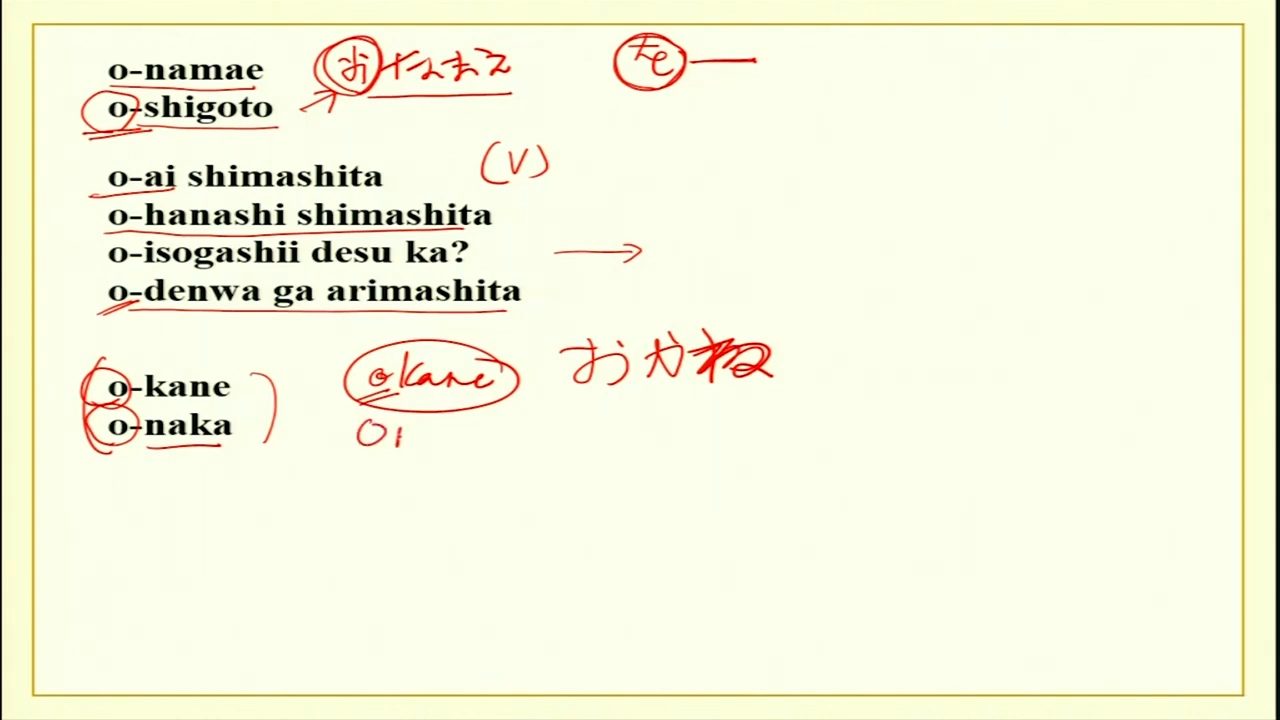 o-namae おなまえ を
o-shigoto
o-ai shimashita (V)
o-hanashi shimashita
o-isogashii desu ka?
o-denwa ga arimashita
o-kane okane おかね
o-naka